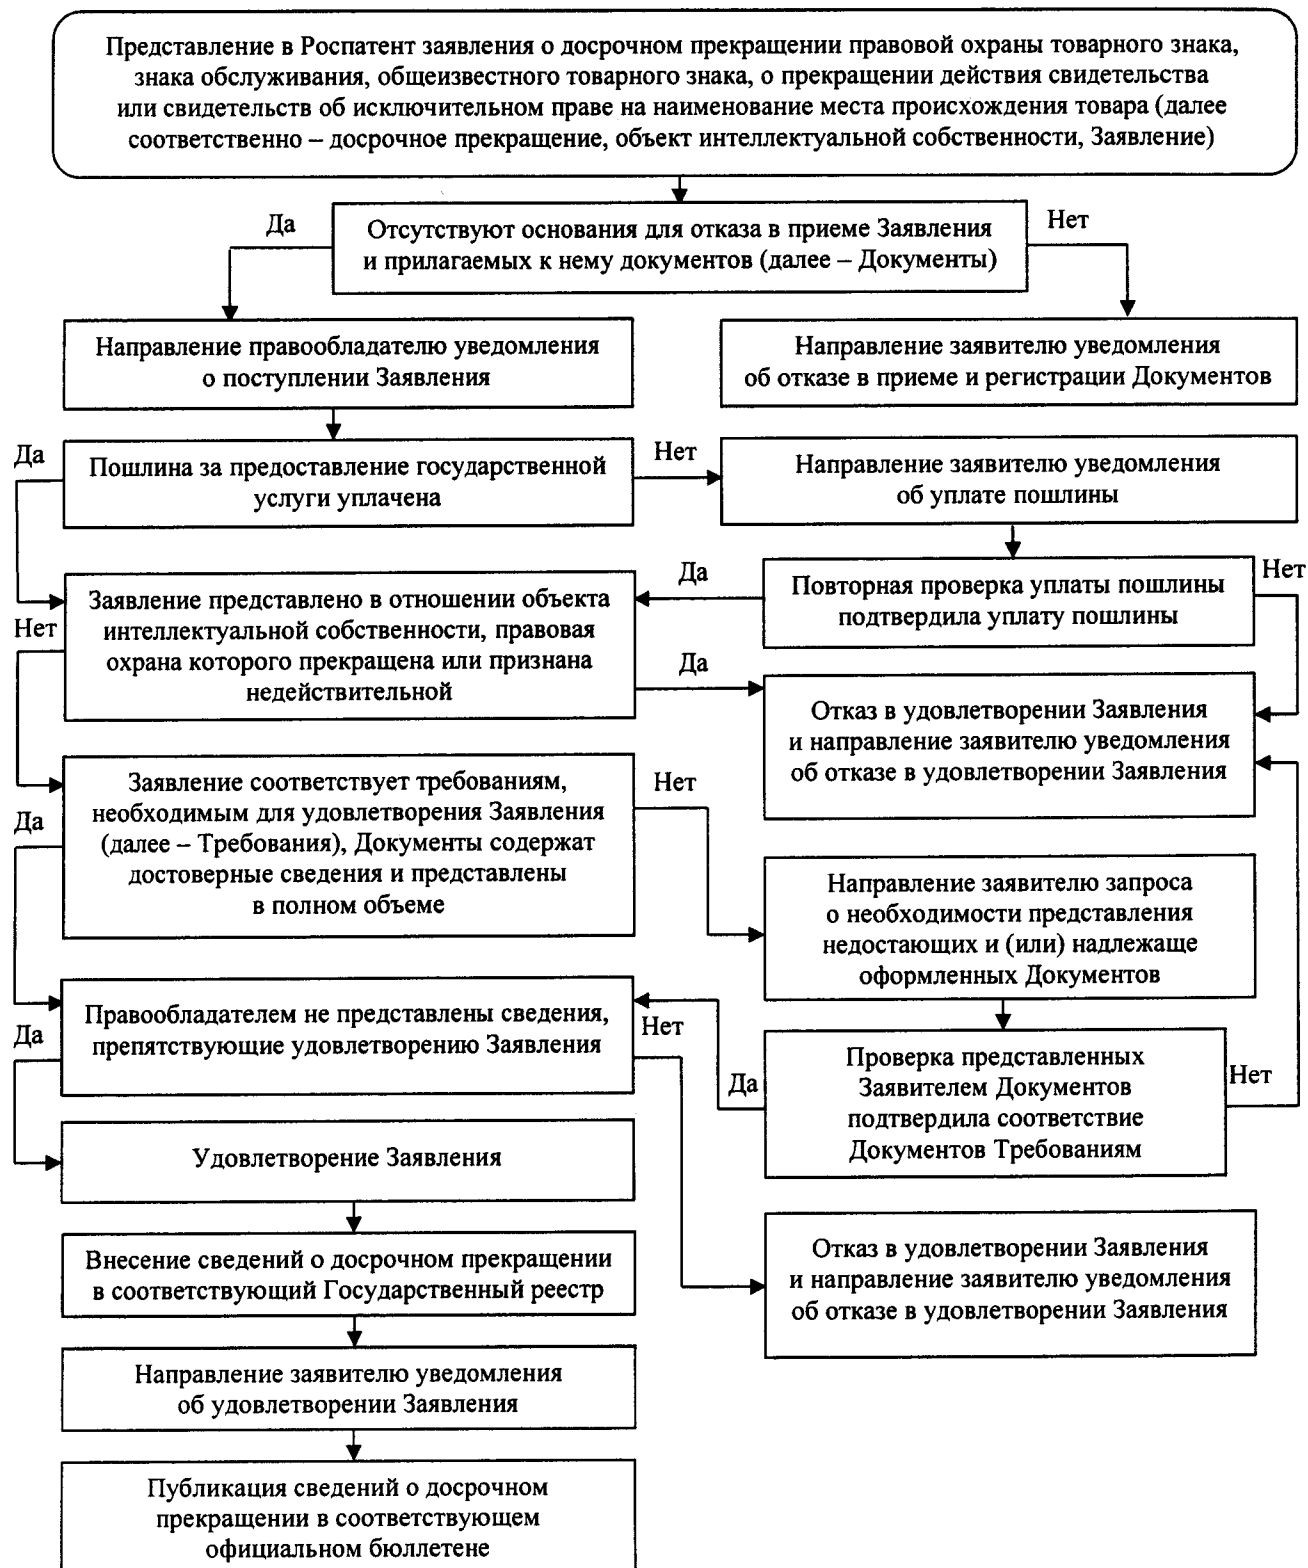 Представление в Роспатент заявления о досрочном прекращении правовой охраны товарного знака,
знака обслуживания, общеизвестного товарного знака, о прекращении действия свидетельства
или свидетельств об исключительном праве на наименование места происхождения товара (далее
соответственно – досрочное прекращение, объект интеллектуальной собственности, Заявление)
Да
Отсутствуют основания для отказа в приеме Заявления
и прилагаемых к нему документов (далее – Документы)
Нет
Направление правообладателю уведомления
о поступлении Заявления
Направление заявителю уведомления
об отказе в приеме и регистрации Документов
Да
Пошлина за предоставление государственной
услуги уплачена
Нет
Направление заявителю уведомления
об уплате пошлины
Заявление представлено в отношении объекта
интеллектуальной собственности, правовая
охрана которого прекращена или признана
недействительной
Да
Повторная проверка уплаты пошлины
подтвердила уплату пошлины
Нет
Нет
Да
Отказ в удовлетворении Заявления
и направление заявителю уведомления
об отказе в удовлетворении Заявления
Заявление соответствует требованиям,
необходимым для удовлетворения Заявления
(далее – Требования), Документы содержат
достоверные сведения и представлены
в полном объеме
Нет
Да
Направление заявителю запроса
о необходимости представления
недостающих и (или) надлежаще
оформленных Документов
Правообладателем не представлены сведения,
препятствующие удовлетворению Заявления
Нет
Да
Проверка представленных
Заявителем Документов
подтвердила соответствие
Документов Требованиям
Да
Нет
Удовлетворение Заявления
Внесение сведений о досрочном прекращении
в соответствующий Государственный реестр
Отказ в удовлетворении Заявления
и направление заявителю уведомления
об отказе в удовлетворении Заявления
Направление заявителю уведомления
об удовлетворении Заявления
Публикация сведений о досрочном
прекращении в соответствующем
официальном бюллетене